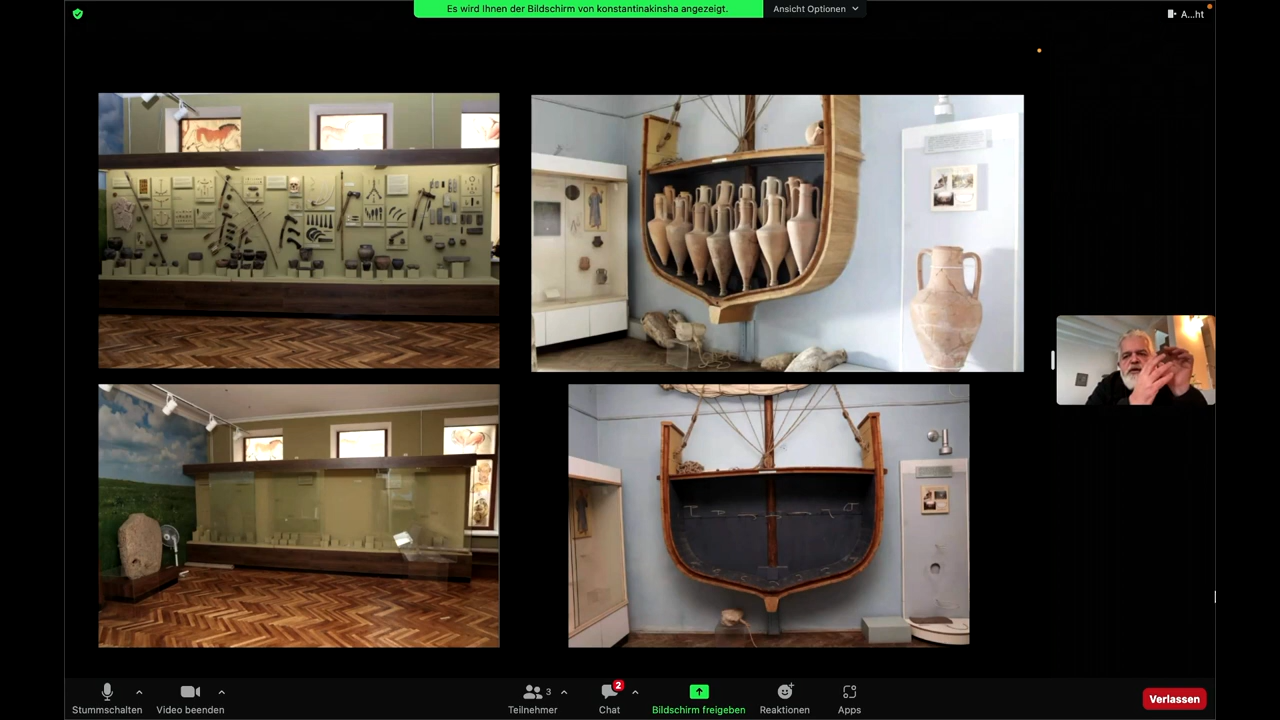 Es wird Ihnen der Bildschirm von konstantinakinsha angezeigt.
Ansicht Optionen
A...ht
Stummschalten
Video beenden
Teilnehmer
3
Chat
2
Bildschirm freigeben
Reaktionen
Apps
Verlassen